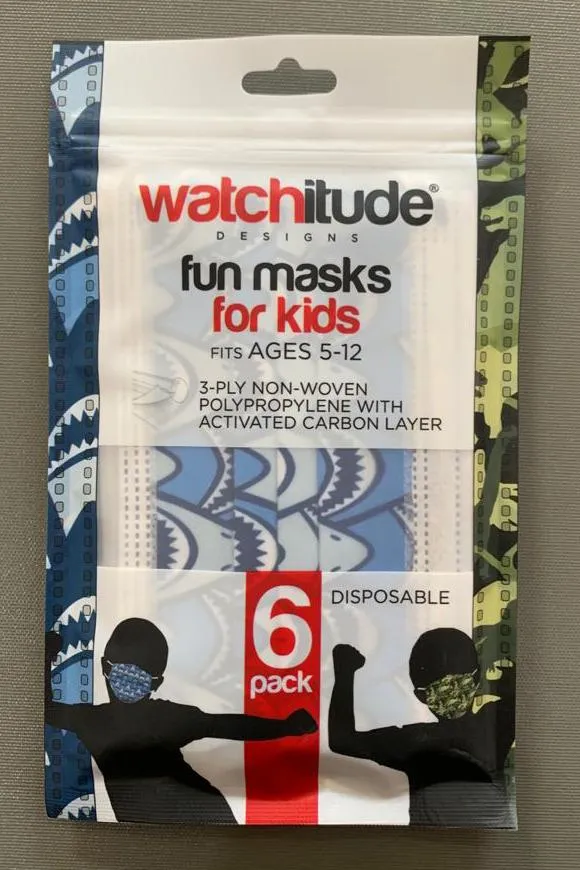 watchitude®
DESIGNS
fun masks
for kids
FITS AGES 5-12
3-PLY NON-WOVEN
POLYPROPYLENE WITH
ACTIVATED CARBON LAYER
6
pack
DISPOSABLE